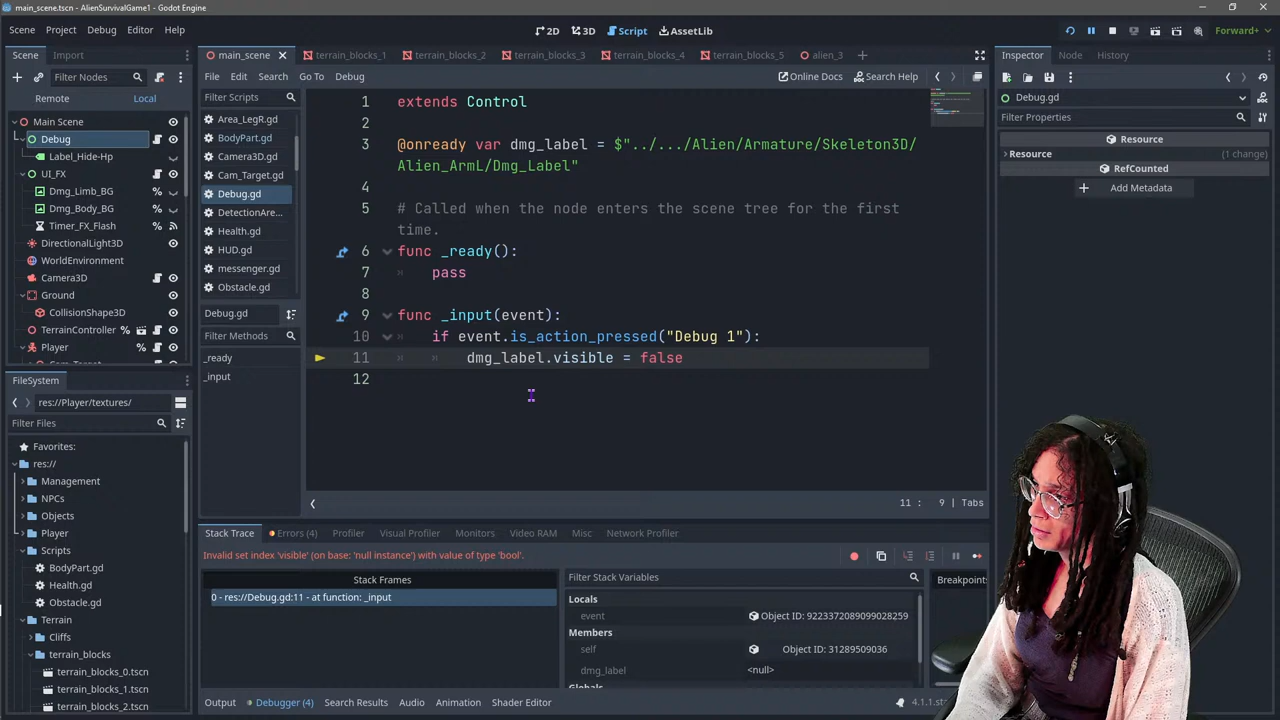 main_scene.tscn - AlienSurvivalGame1 - Godot Engine
Scene Project Debug Editor Help
2D 3D Script AssetLib
Forward+
Scene Import
Filter Nodes
Remote Local
Main Scene
Debug
Label_Hide-Hp
UI_FX
Dmg_Limb_BG
Dmg_Body_BG
Timer_FX_Flash
DirectionalLight3D
WorldEnvironment
Camera3D
Ground
CollisionShape3D
TerrainController
Player
FileSystem
res://Player/textures/
Filter Files
Favorites:
res://
Management
NPCs
Objects
Player
Scripts
BodyPart.gd
Health.gd
Obstacle.gd
Terrain
Cliffs
terrain_blocks
terrain_blocks_0.tscn
terrain_blocks_1.tscn
terrain_blocks_2.tscn
main_scene terrain_blocks_1 terrain_blocks_2 terrain_blocks_3 terrain_blocks_4 terrain_blocks_5 alien_3
File Edit Search Go To Debug
Online Docs Search Help
Filter Scripts
Area_LegR.gd
BodyPart.gd
Camera3D.gd
Cam_Target.gd
Debug.gd
DetectionAre...
Health.gd
HUD.gd
messenger.gd
Obstacle.gd
Debug.gd
Filter Methods
_ready
_input
1 extends Control
2
3 @onready var dmg_label = $"../.../Alien/Armature/Skeleton3D/
Alien_ArmL/Dmg_Label"
4
5 # Called when the node enters the scene tree for the first
time.
6 func _ready():
7 pass
8
9 func _input(event):
10 if event.is_action_pressed("Debug 1"):
11 dmg_label.visible = false
12
11 : 9 | Tabs
Stack Trace Errors (4) Profiler Visual Profiler Monitors Video RAM Misc Network Profiler
Invalid set index 'visible' (on base: 'null instance') with value of type 'bool'.
Stack Frames
0 - res://Debug.gd:11 - at function: _input
Filter Stack Variables
Locals
event Object ID: 9223372089099028259
Members
self Object ID: 31289509036
dmg_label <null>
Breakpoints
Output Debugger (4) Search Results Audio Animation Shader Editor
4.1.1.st
Inspector Node History
Debug.gd
Filter Properties
Resource
Resource (1 change)
RefCounted
Add Metadata